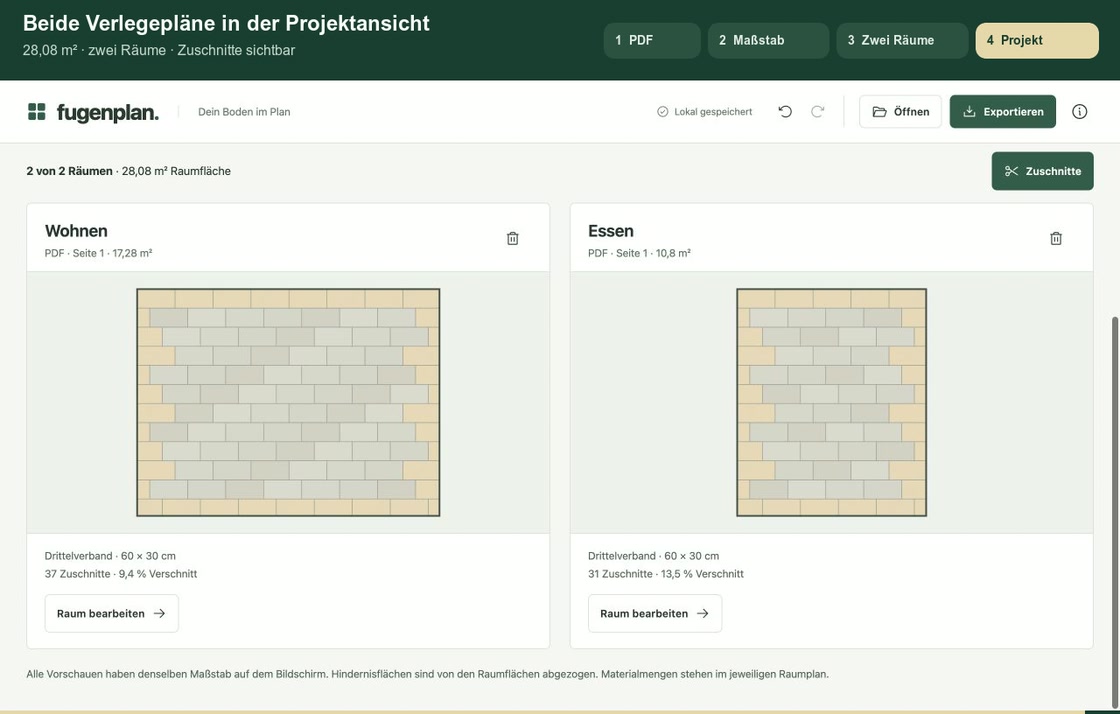 Beide Verlegepläne in der Projektansicht
28,08 m² · zwei Räume · Zuschnitte sichtbar
1 PDF
2 Maßstab
3 Zwei Räume
4 Projekt
fugenplan.
Dein Boden im Plan
Lokal gespeichert
Öffnen
Exportieren
2 von 2 Räumen · 28,08 m² Raumfläche
Zuschnitte
Wohnen
PDF · Seite 1 · 17,28 m²
Drittelverband · 60 × 30 cm
37 Zuschnitte · 9,4 % Verschnitt
Raum bearbeiten
Essen
PDF · Seite 1 · 10,8 m²
Drittelverband · 60 × 30 cm
31 Zuschnitte · 13,5 % Verschnitt
Raum bearbeiten
Alle Vorschauen haben denselben Maßstab auf dem Bildschirm. Hindernisflächen sind von den Raumflächen abgezogen. Materialmengen stehen im jeweiligen Raumplan.